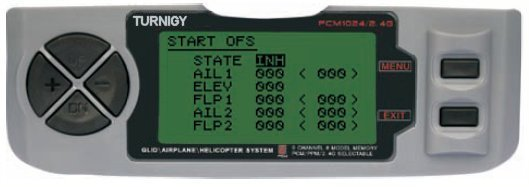 TURNIGY
PCM1024/2.4G
START OFS
STATE INH
AIL1 000 < 000 >
ELEV 000
FLP1 000 < 000 >
AIL2 000 < 000 >
FLP2 000 < 000 >
UP
+
-
DN
MENU
EXIT
GLID\AIRPLANE\HELICOPTER SYSTEM
9 CHANNEL 8 MODEL MEMORY
PCM/PPM/2.4G SELECTABLE